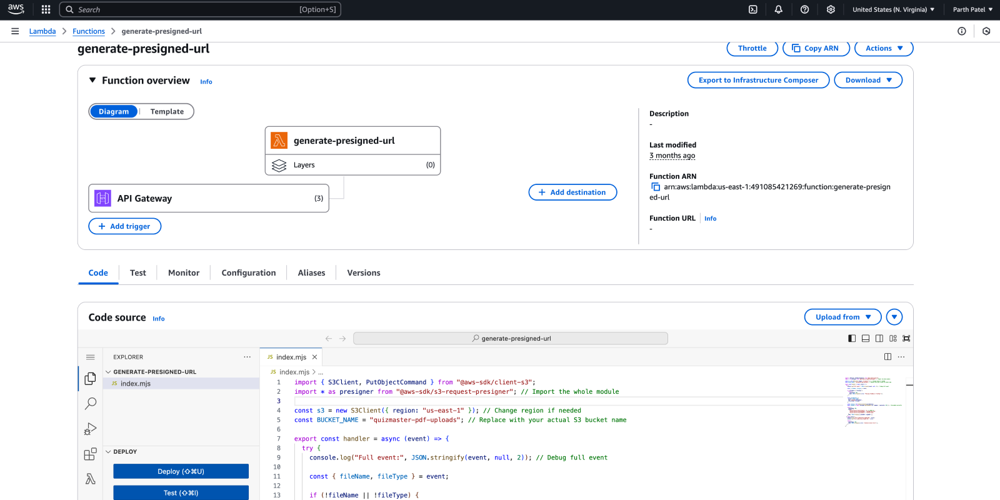 aws
Search [Option+S]
United States (N. Virginia) ▼ Parth Patel ▼
Lambda > Functions > generate-presigned-url
generate-presigned-url
Throttle Copy ARN Actions ▼
▼ Function overview Info
Export to Infrastructure Composer Download ▼
Diagram Template
generate-presigned-url
Layers (0)
API Gateway (3)
+ Add trigger
+ Add destination
Description
-
Last modified
3 months ago
Function ARN
arn:aws:lambda:us-east-1:491085421269:function:generate-presign
ed-url
Function URL Info
-
Code Test Monitor Configuration Aliases Versions
Code source Info
Upload from ▼
generate-presigned-url
EXPLORER ...
GENERATE-PRESIGNED-URL
JS index.mjs
DEPLOY
Deploy (⇧⌘U)
Test (⇧⌘I)
JS index.mjs ×
JS index.mjs > ...
1 import { S3Client, PutObjectCommand } from "@aws-sdk/client-s3";
2 import * as presigner from "@aws-sdk/s3-request-presigner"; // Import the whole module
3
4 const s3 = new S3Client({ region: "us-east-1" }); // Change region if needed
5 const BUCKET_NAME = "quizmaster-pdf-uploads"; // Replace with your actual S3 bucket name
6
7 export const handler = async (event) => {
8 try {
9 console.log("Full event:", JSON.stringify(event, null, 2)); // Debug full event
10
11 const { fileName, fileType } = event;
12
13 if (!fileName || !fileType) {